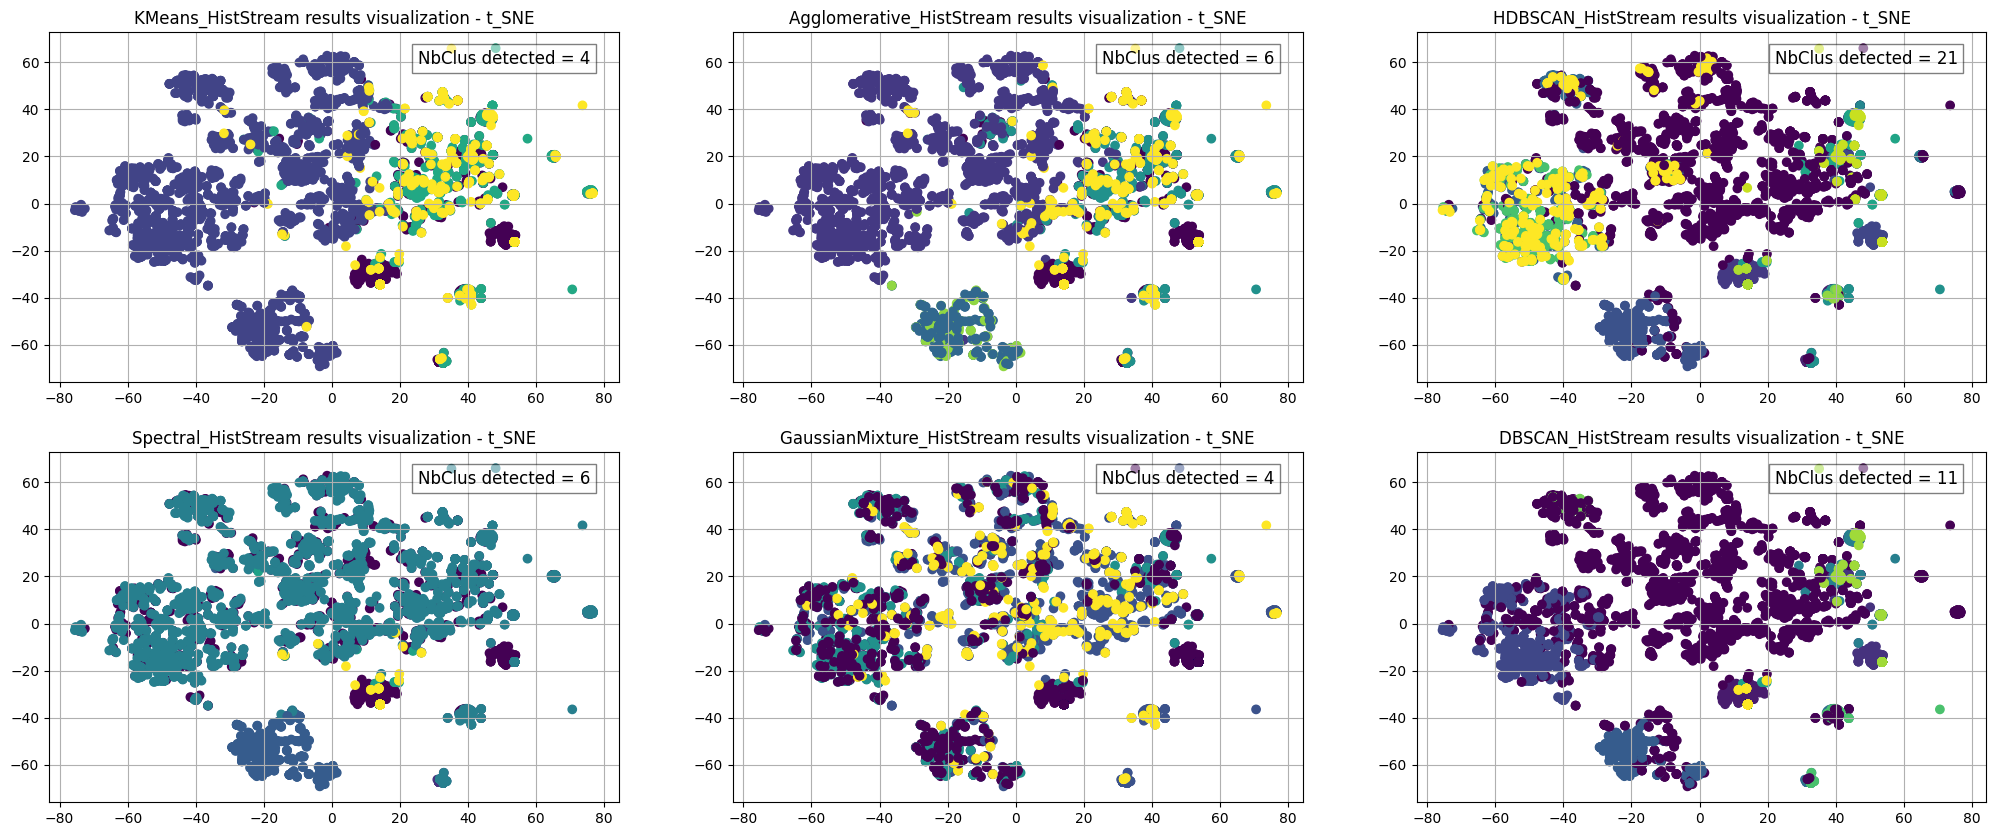 KMeans_HistStream results visualization - t_SNE
Agglomerative_HistStream results visualization - t_SNE
HDBSCAN_HistStream results visualization - t_SNE
NbClus detected = 4
NbClus detected = 6
NbClus detected = 21
60
40
20
0
−20
−40
−60
−80 −60 −40 −20 0 20 40 60 80
60
40
20
0
−20
−40
−60
−80 −60 −40 −20 0 20 40 60 80
60
40
20
0
−20
−40
−60
−80 −60 −40 −20 0 20 40 60 80
Spectral_HistStream results visualization - t_SNE
GaussianMixture_HistStream results visualization - t_SNE
DBSCAN_HistStream results visualization - t_SNE
NbClus detected = 6
NbClus detected = 4
NbClus detected = 11
60
40
20
0
−20
−40
−60
−80 −60 −40 −20 0 20 40 60 80
60
40
20
0
−20
−40
−60
−80 −60 −40 −20 0 20 40 60 80
60
40
20
0
−20
−40
−60
−80 −60 −40 −20 0 20 40 60 80